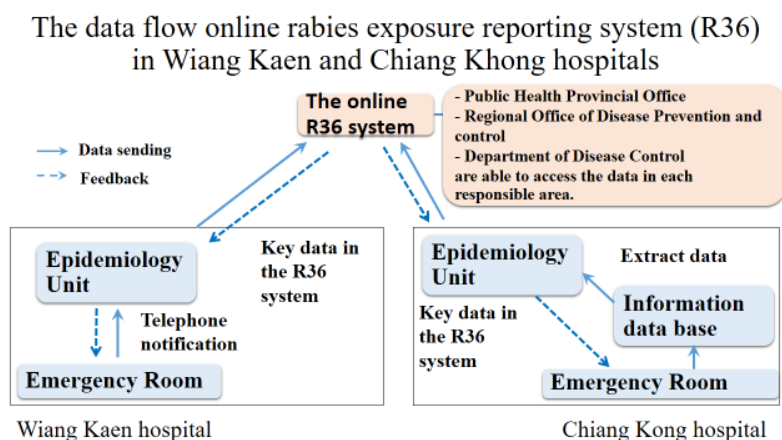 The data flow online rabies exposure reporting system (R36)
in Wiang Kaen and Chiang Khong hospitals
The online
R36 system
- Public Health Provincial Office
- Regional Office of Disease Prevention and
control
- Department of Disease Control
are able to access the data in each
responsible area.
Data sending
Feedback
Epidemiology
Unit
Key data in
the R36
system
Telephone
notification
Emergency Room
Wiang Kaen hospital
Epidemiology
Unit
Extract data
Information
data base
Key data in
the R36
system
Emergency Room
Chiang Kong hospital